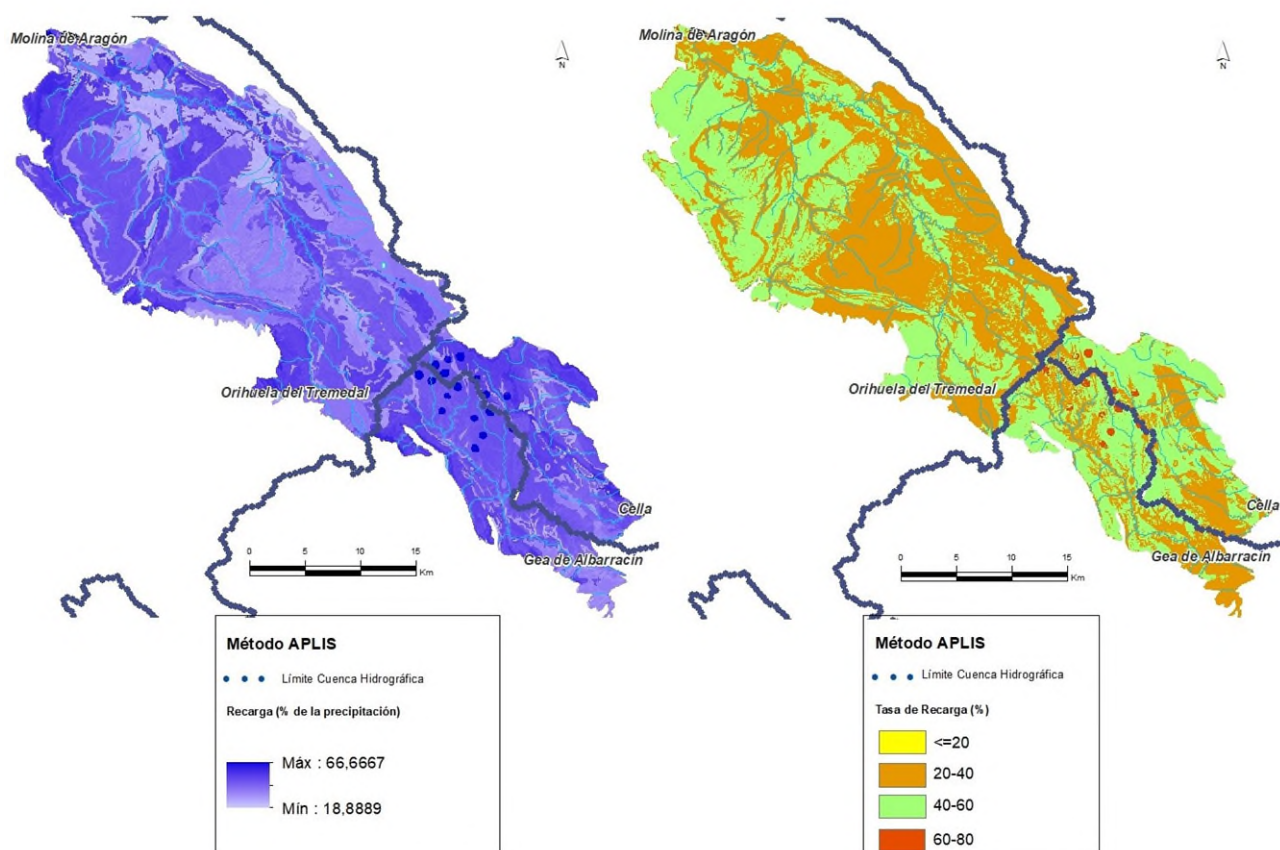 Molina de Aragón
N
Orihuela del Tremedal
Cella
Gea de Albarracín
0 5 10 15
Km
Método APLIS
Límite Cuenca Hidrográfica
Recarga (% de la precipitación)
Máx : 66,6667
Mín : 18,8889
Molina de Aragón
N
Orihuela del Tremedal
Cella
Gea de Albarracín
0 5 10 15
Km
Método APLIS
Límite Cuenca Hidrográfica
Tasa de Recarga (%)
<=20
20-40
40-60
60-80